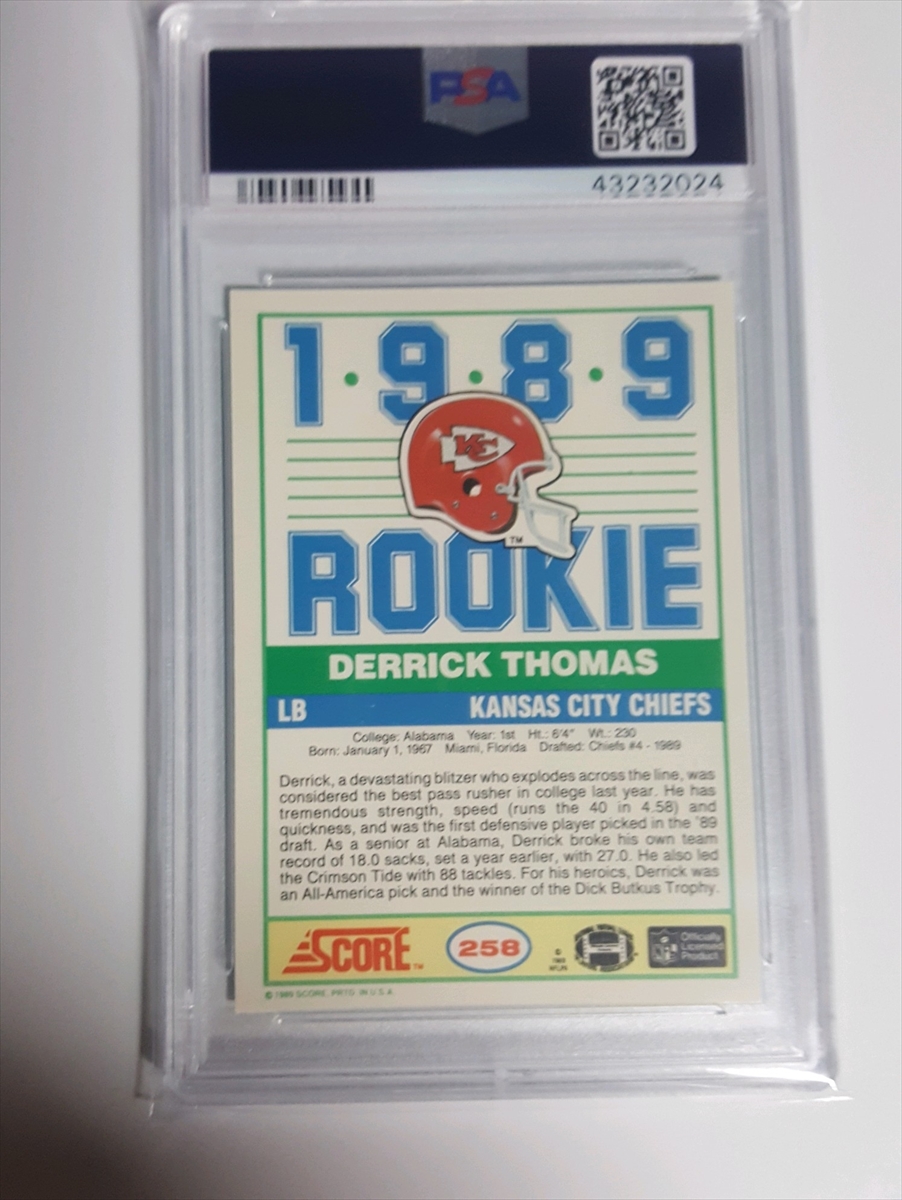 PSA
43232024
1·9·8·9
KC
TM
ROOKIE
DERRICK THOMAS
LB KANSAS CITY CHIEFS
College: Alabama Year: 1st Ht.: 6'4" Wt.: 230
Born: January 1, 1967 Miami, Florida Drafted: Chiefs #4 - 1989
Derrick, a devastating blitzer who explodes across the line, was
considered the best pass rusher in college last year. He has
tremendous strength, speed (runs the 40 in 4.58) and
quickness, and was the first defensive player picked in the '89
draft. As a senior at Alabama, Derrick broke his own team
record of 18.0 sacks, set a year earlier, with 27.0. He also led
the Crimson Tide with 88 tackles. For his heroics, Derrick was
an All-America pick and the winner of the Dick Butkus Trophy.
SCORE TM 258
Officially
Licensed
Product
© 1989 SCORE, PRTD. IN U.S.A.